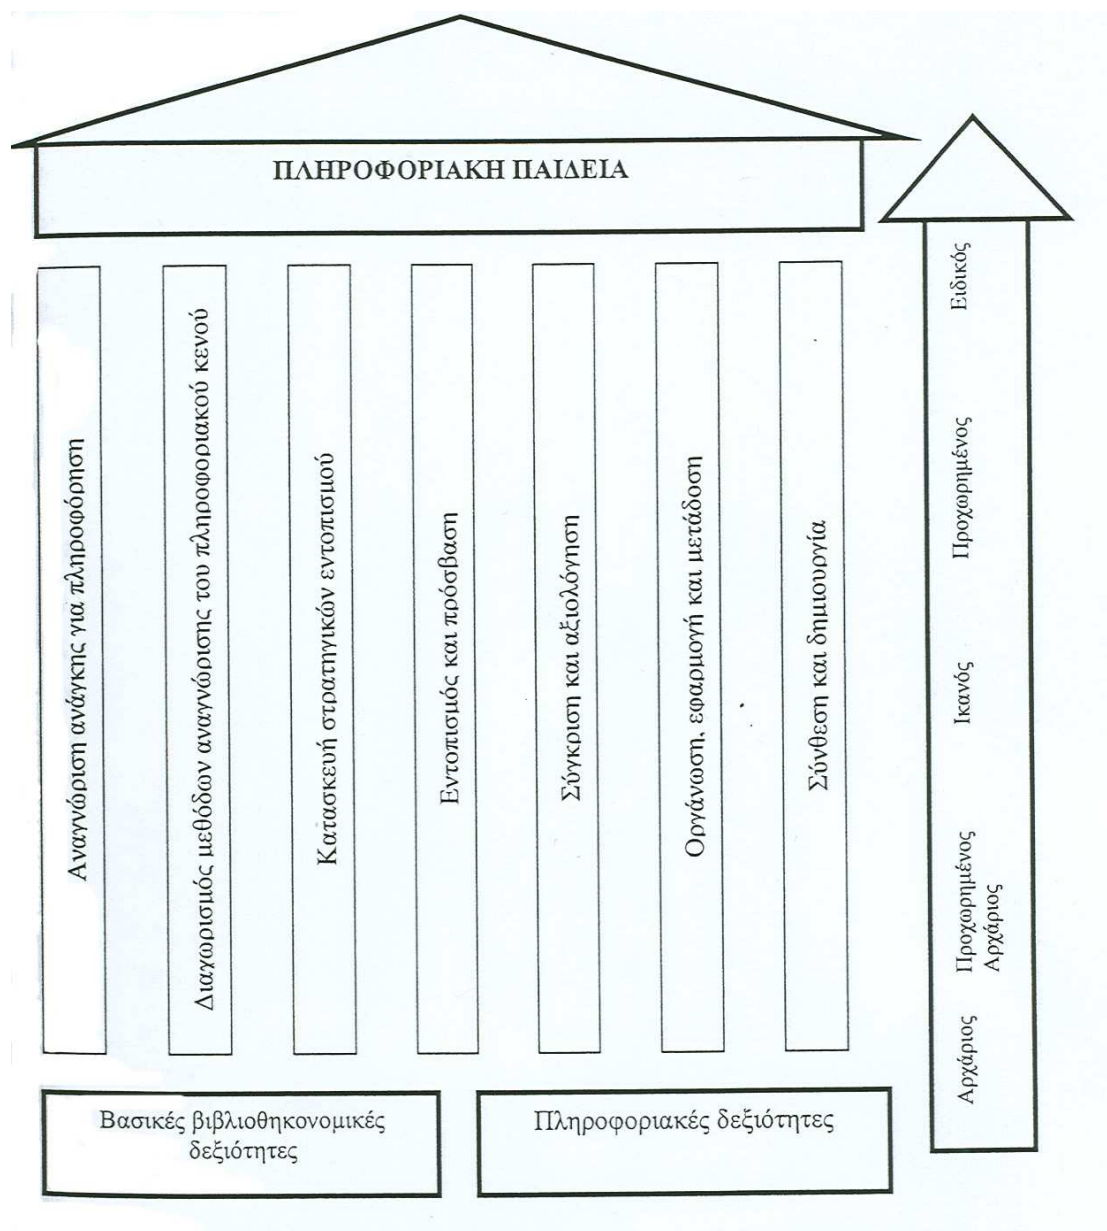 ΠΛΗΡΟΦΟΡΙΑΚΗ ΠΑΙΔΕΙΑ
Αναγνώριση ανάγκης για πληροφόρηση
Διαχωρισμός μεθόδων αναγνώρισης του πληροφοριακού κενού
Κατασκευή στρατηγικών εντοπισμού
Εντοπισμός και πρόσβαση
Σύγκριση και αξιολόγηση
Οργάνωση, εφαρμογή και μετάδοση
Σύνθεση και δημιουργία
Ειδικός
Προχωρημένος
Ικανός
Προχωρημένος
Αρχάριος
Αρχάριος
Βασικές βιβλιοθηκονομικές
δεξιότητες
Πληροφοριακές δεξιότητες